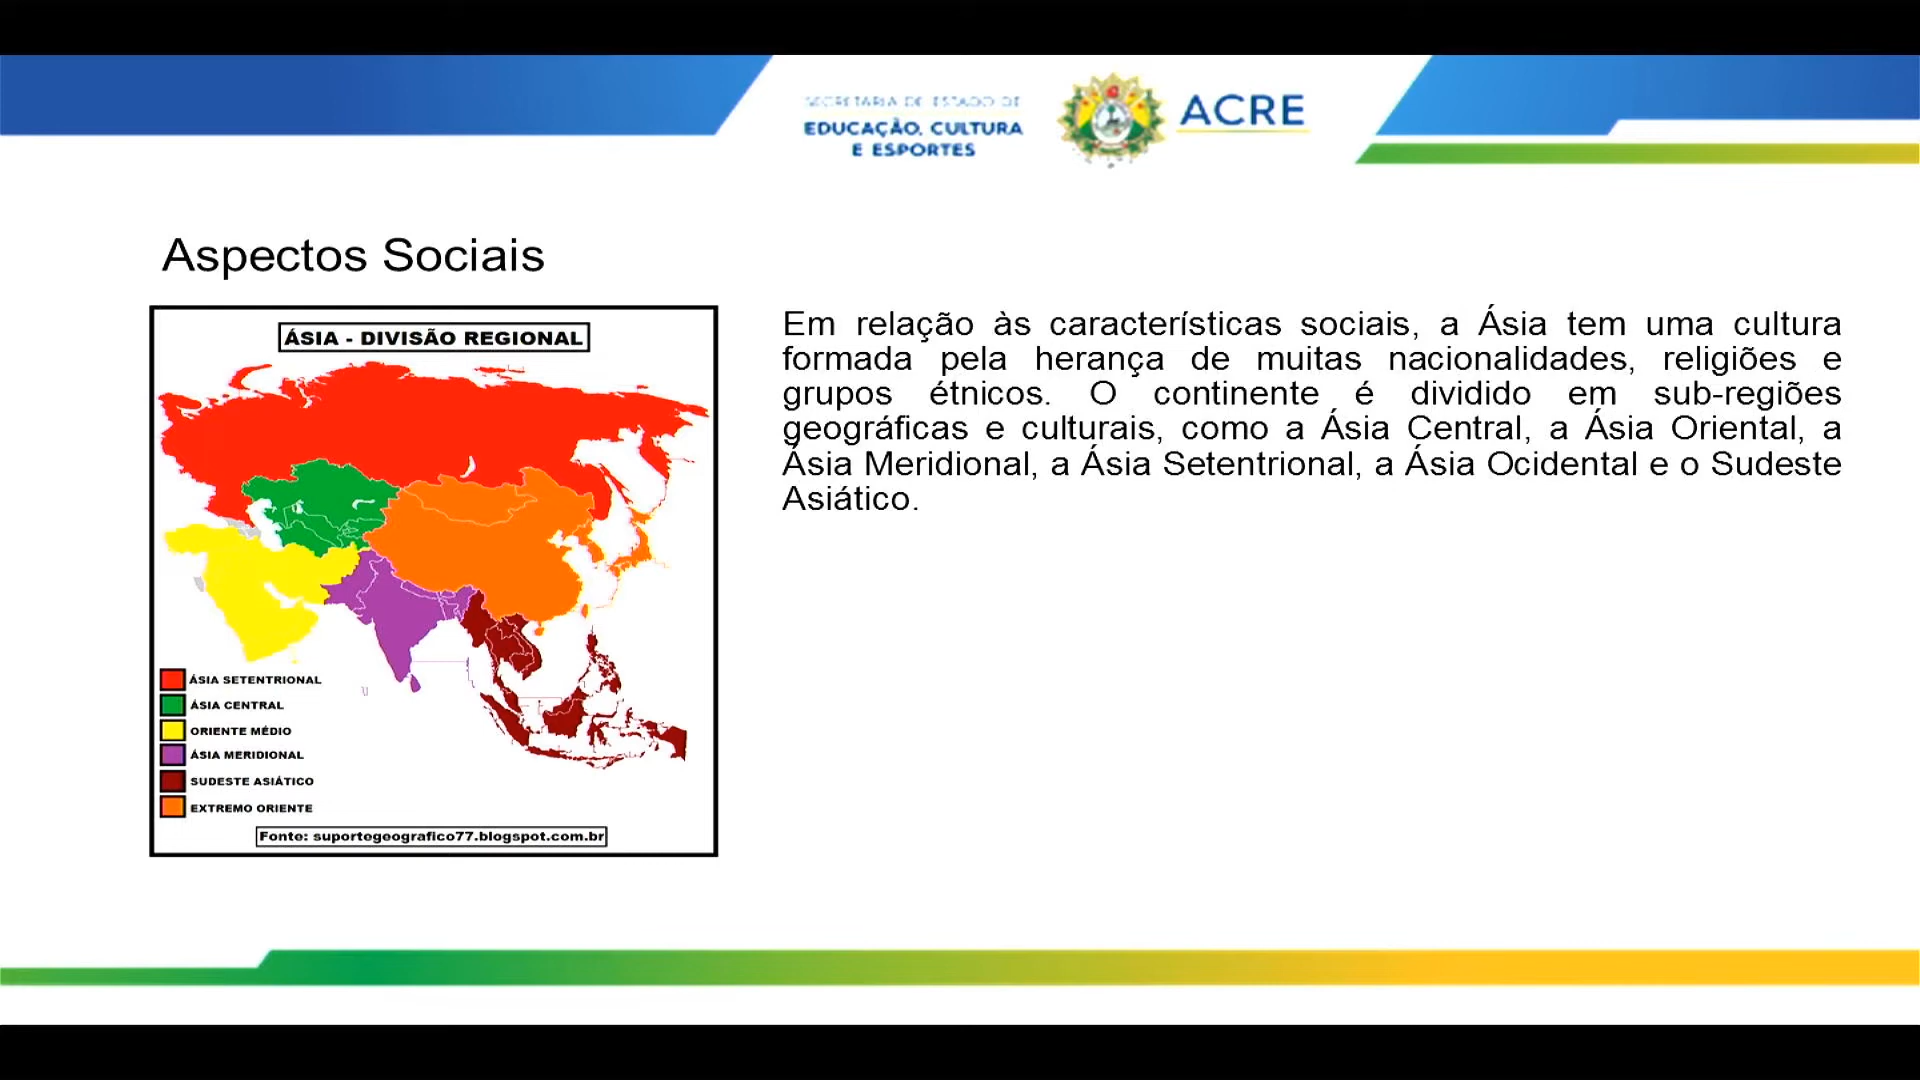 SECRETARIA DE ESTADO DE
EDUCAÇÃO, CULTURA
E ESPORTES
ACRE
Aspectos Sociais
ÁSIA - DIVISÃO REGIONAL
ÁSIA SETENTRIONAL
ÁSIA CENTRAL
ORIENTE MÉDIO
ÁSIA MERIDIONAL
SUDESTE ASIÁTICO
EXTREMO ORIENTE
Fonte: suportegeografico77.blogspot.com.br
Em relação às características sociais, a Ásia tem uma cultura
formada pela herança de muitas nacionalidades, religiões e
grupos étnicos. O continente é dividido em sub-regiões
geográficas e culturais, como a Ásia Central, a Ásia Oriental, a
Ásia Meridional, a Ásia Setentrional, a Ásia Ocidental e o Sudeste
Asiático.